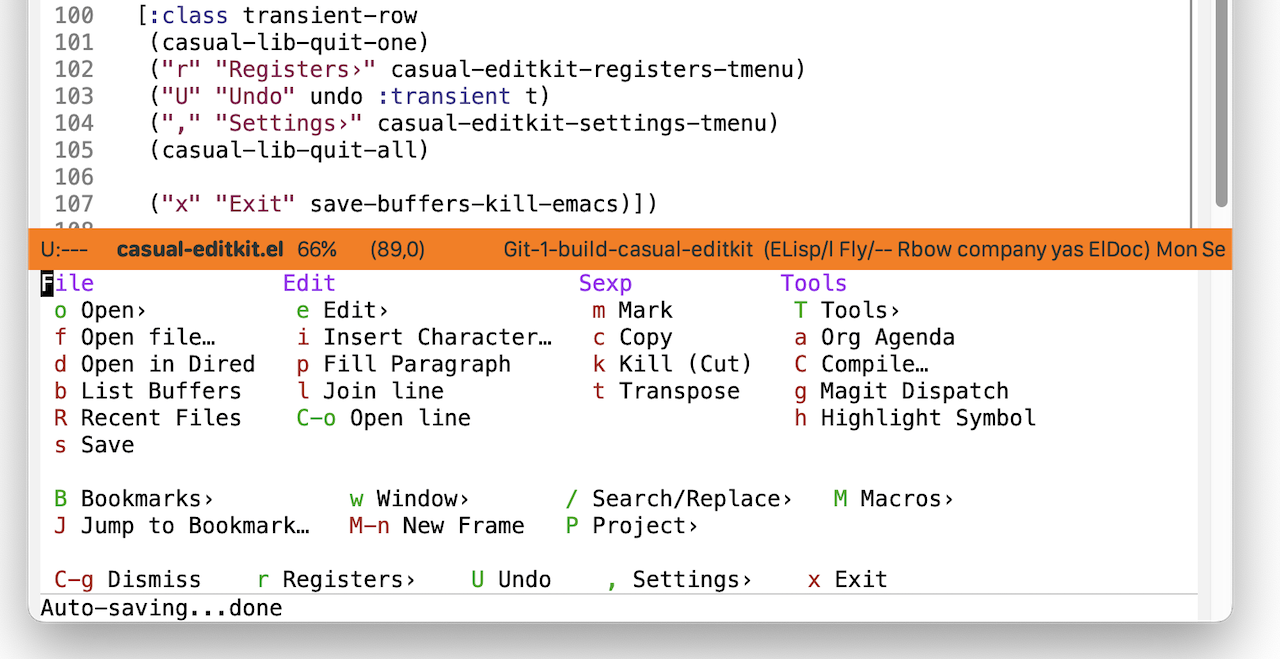 100 [:class transient-row
101 (casual-lib-quit-one)
102 ("r" "Registers›" casual-editkit-registers-tmenu)
103 ("U" "Undo" undo :transient t)
104 ("," "Settings›" casual-editkit-settings-tmenu)
105 (casual-lib-quit-all)
106
107 ("x" "Exit" save-buffers-kill-emacs)])
U:--- casual-editkit.el 66% (89,0) Git-1-build-casual-editkit (ELisp/l Fly/-- Rbow company yas ElDoc) Mon Se
File Edit Sexp Tools
o Open› e Edit› m Mark T Tools›
f Open file… i Insert Character… c Copy a Org Agenda
d Open in Dired p Fill Paragraph k Kill (Cut) C Compile…
b List Buffers l Join line t Transpose g Magit Dispatch
R Recent Files C-o Open line h Highlight Symbol
s Save
B Bookmarks› w Window› / Search/Replace› M Macros›
J Jump to Bookmark… M-n New Frame P Project›
C-g Dismiss r Registers› U Undo , Settings› x Exit
Auto-saving...done